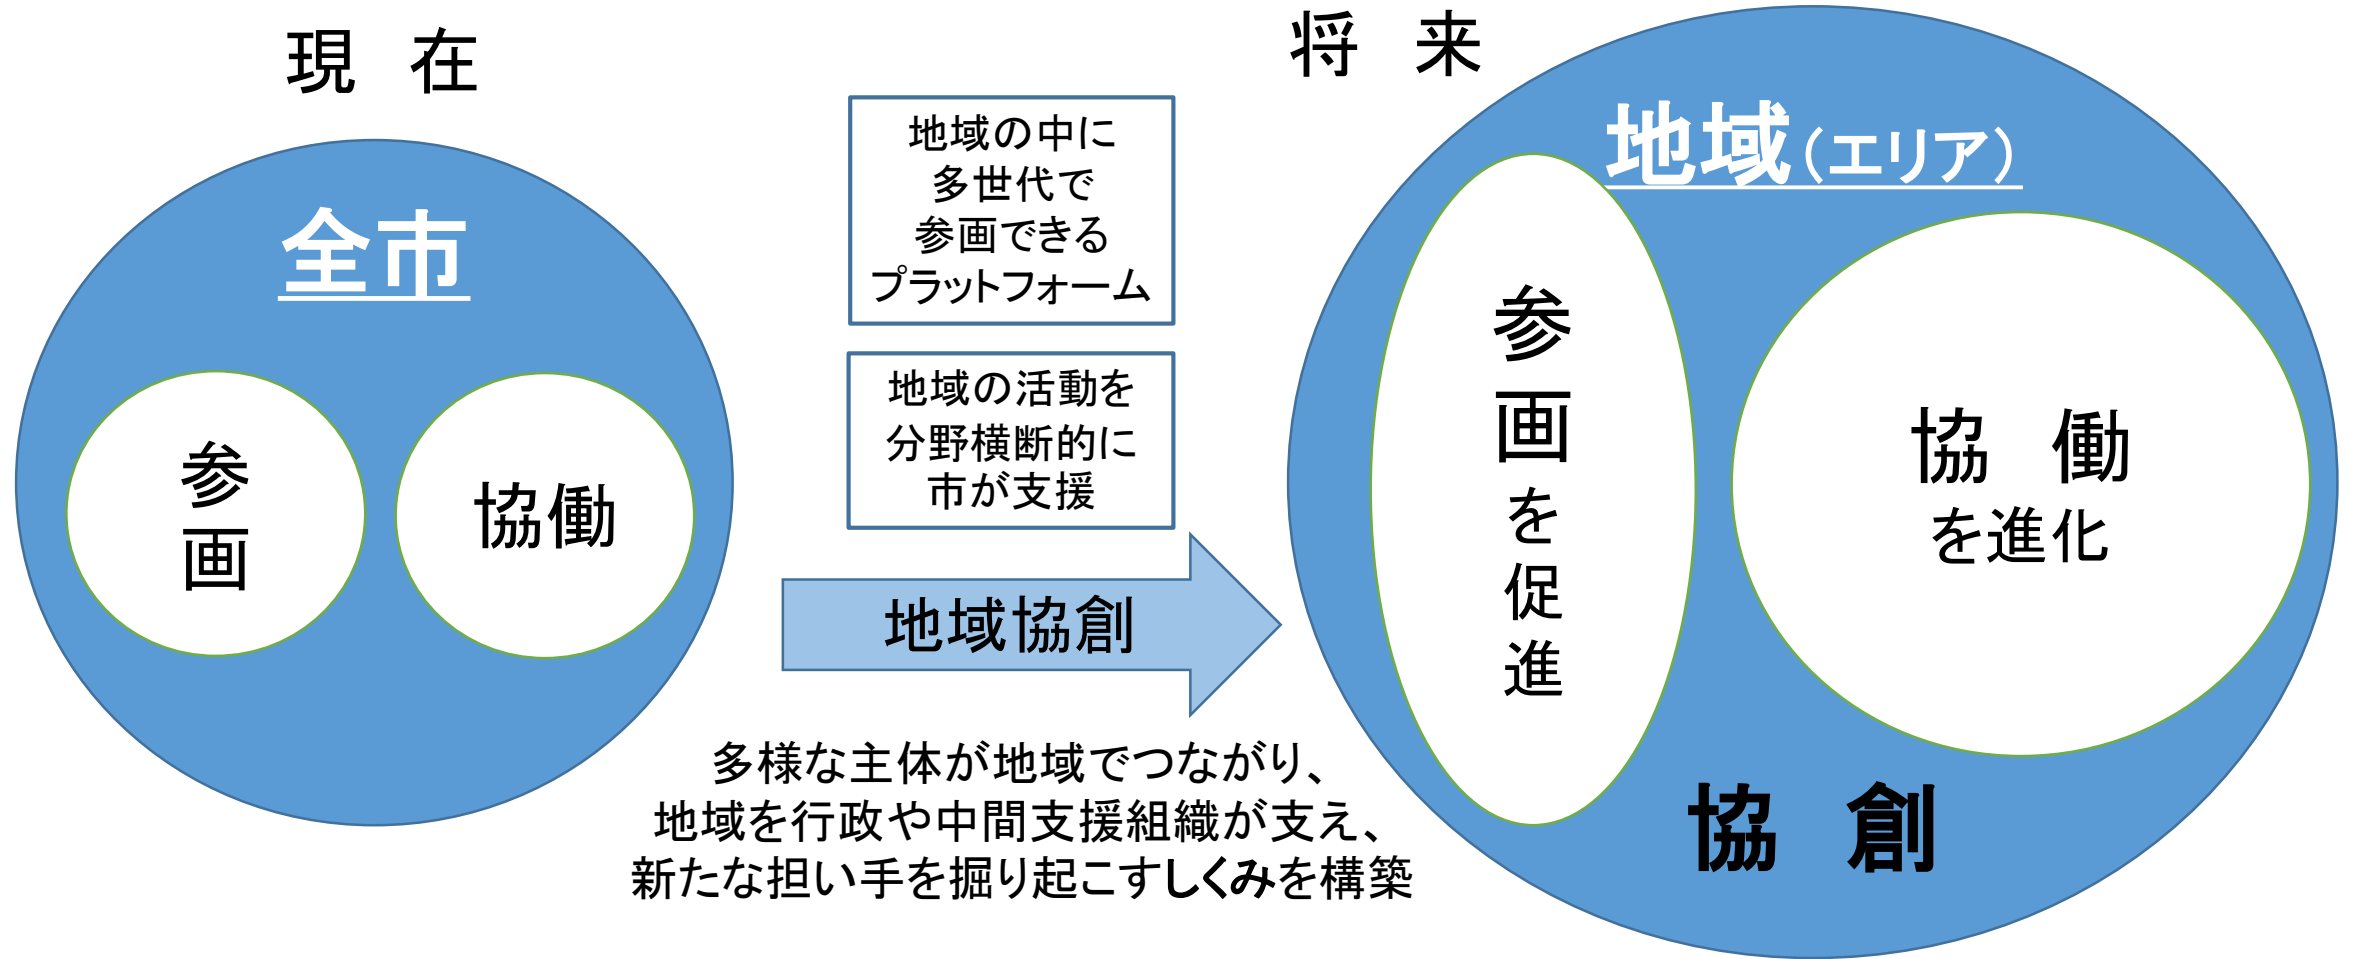 現　在
全市
参
画
協働
地域の中に
多世代で
参画できる
プラットフォーム
地域の活動を
分野横断的に
市が支援
地域協創
多様な主体が地域でつながり、
地域を行政や中間支援組織が支え、
新たな担い手を掘り起こすしくみを構築
将　来
地域（エリア）
参
画
を
促
進
協　働
を進化
協　創